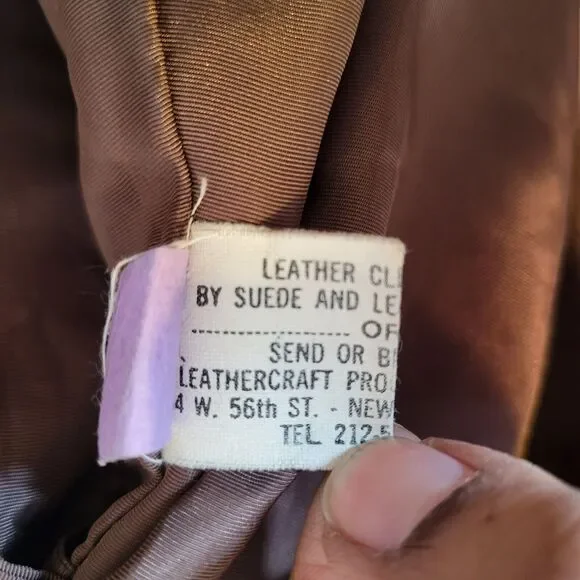 LEATHER CL
BY SUEDE AND LE
OF
SEND OR B
LEATHERCRAFT PRO
4 W. 56th ST. - NEW
TEL. 212-5